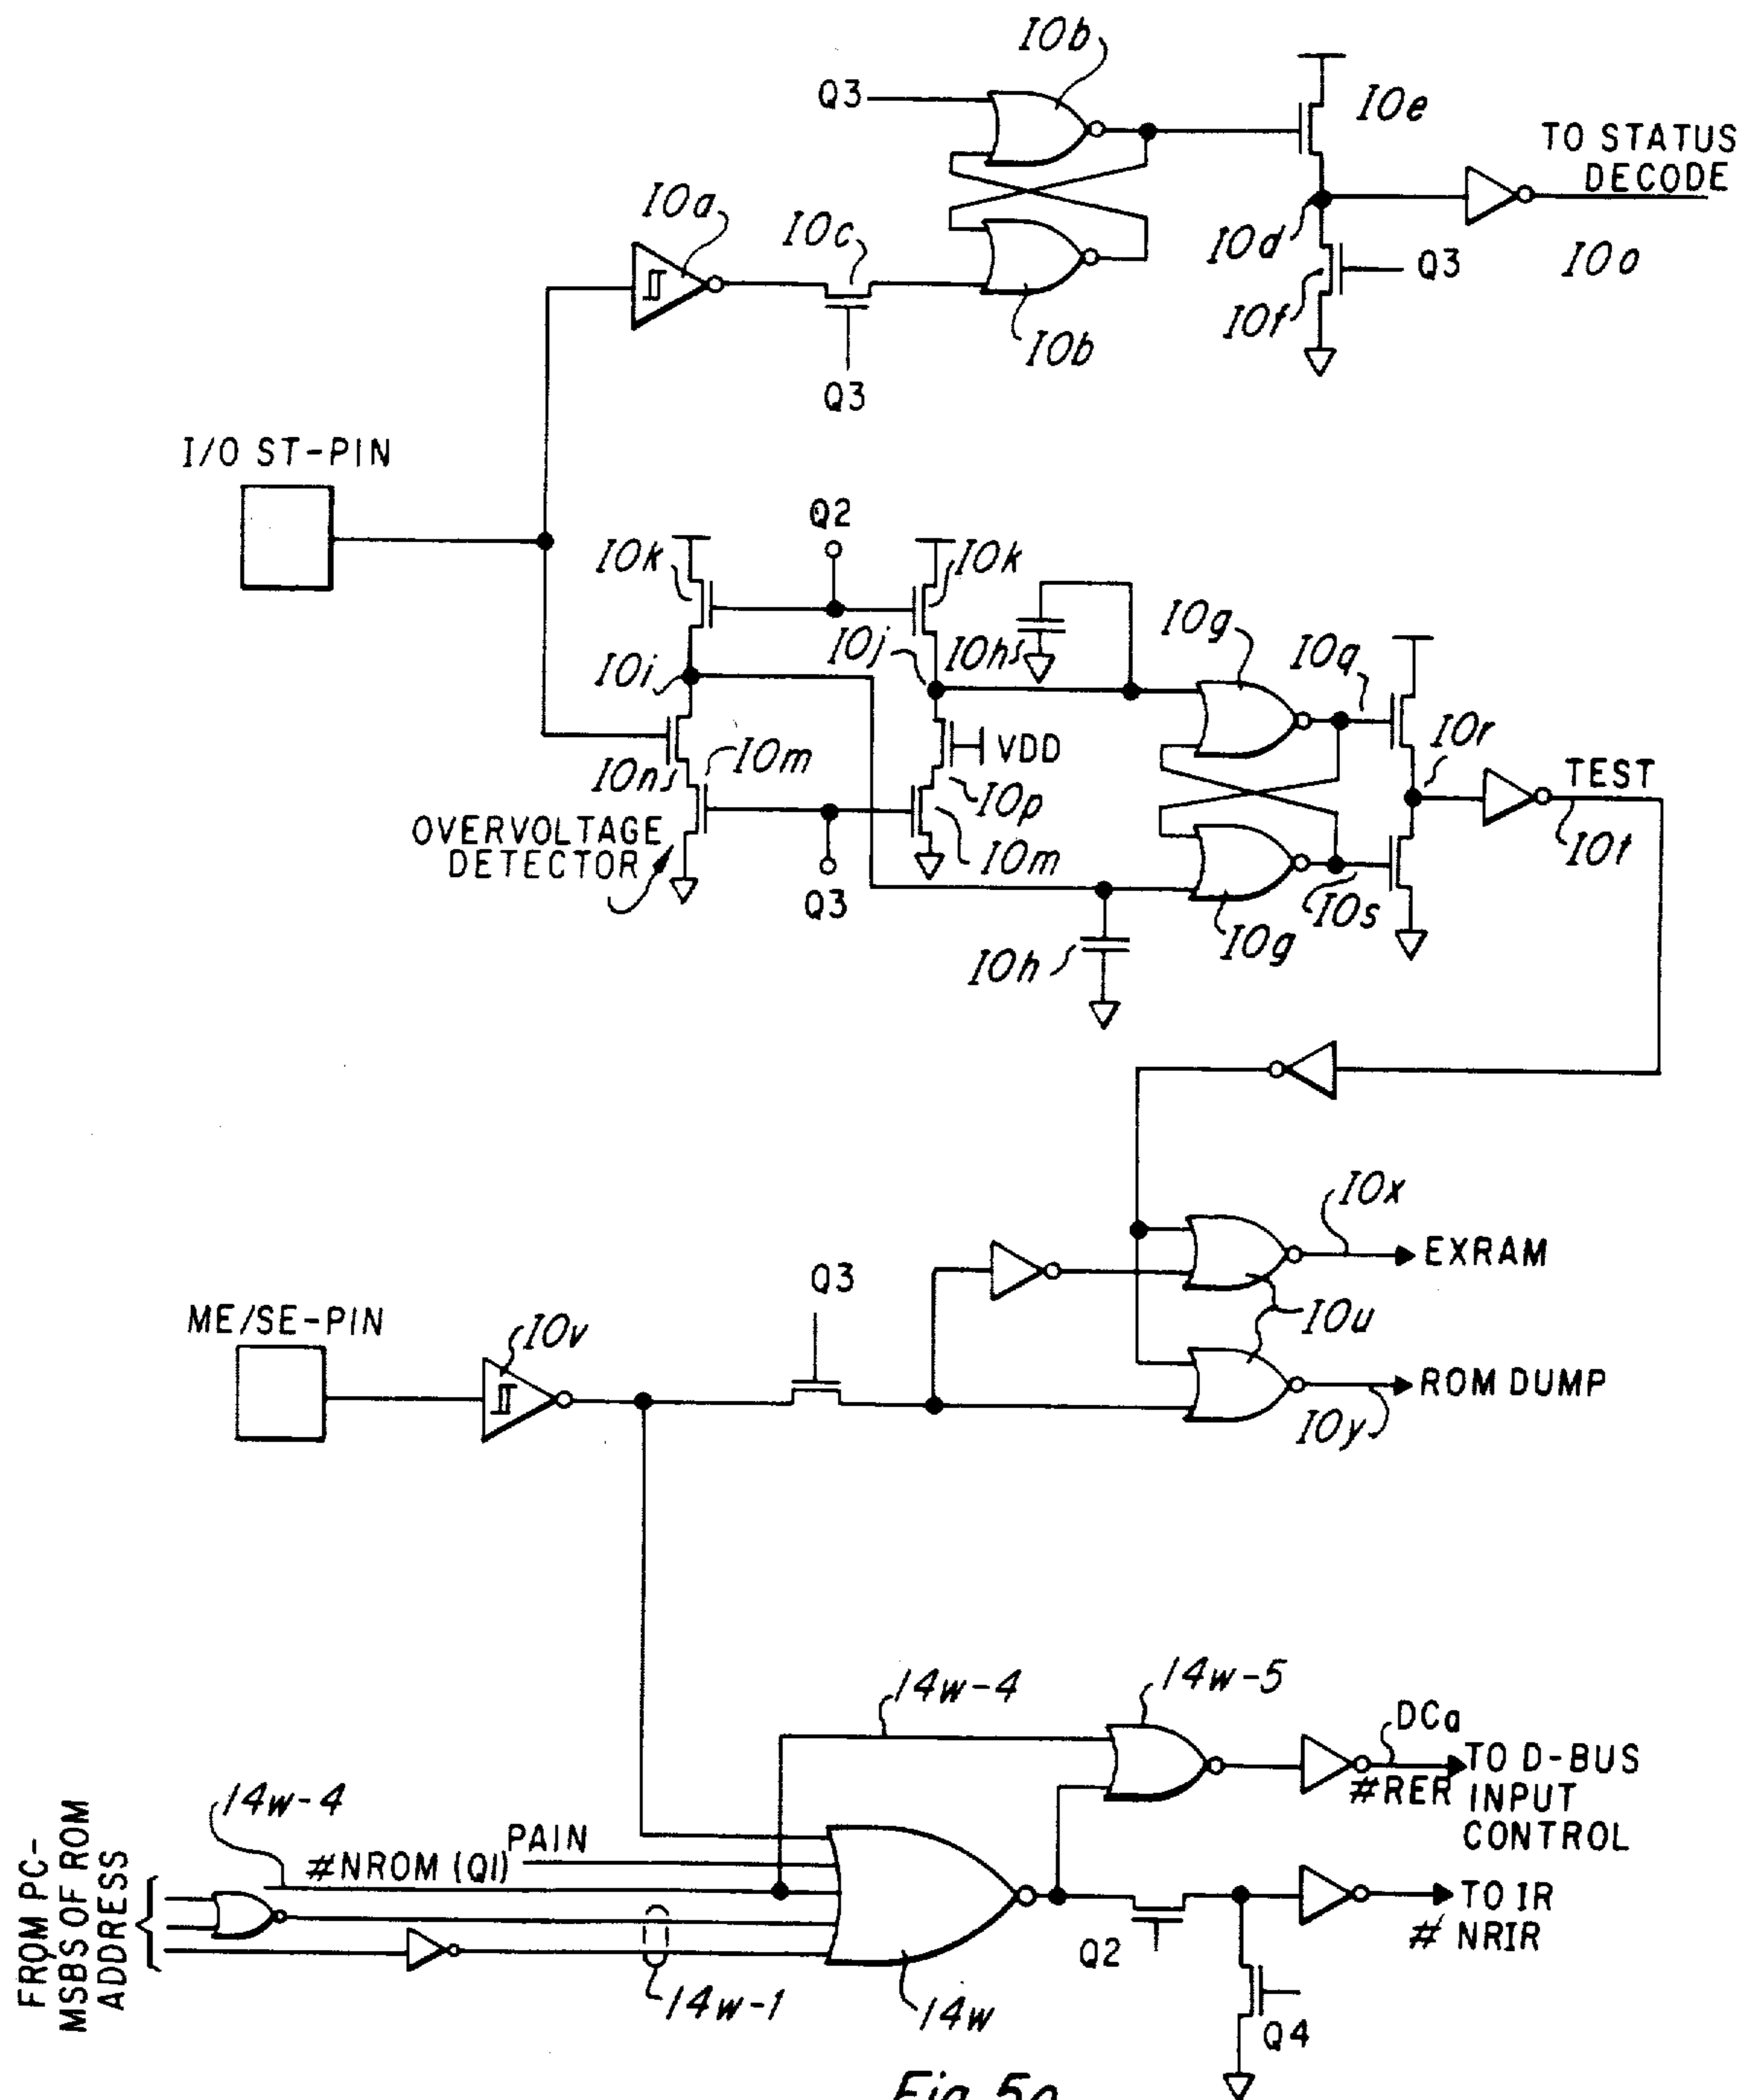 10b
Q3
10e
TO STATUS
DECODE
10a
10c
10d
Q3
10o
10f
10b
Q3
I/O ST-PIN
Q2
10k
10k
10g
10j
10h
10q
10i
10r
VDD
10n
10m
10p
TEST
OVERVOLTAGE
DETECTOR
10m
10t
Q3
10s
10g
10h
10x
EXRAM
Q3
10u
ME/SE-PIN
10v
ROM DUMP
10y
14w-4
14w-5
DCa
TO D-BUS
#RER INPUT
CONTROL
14w-4
PAIN
#NROM (Q1)
FROM PC-
MSBS OF ROM
ADDRESS
TO IR
# NRIR
Q2
14w-1
14w
Q4